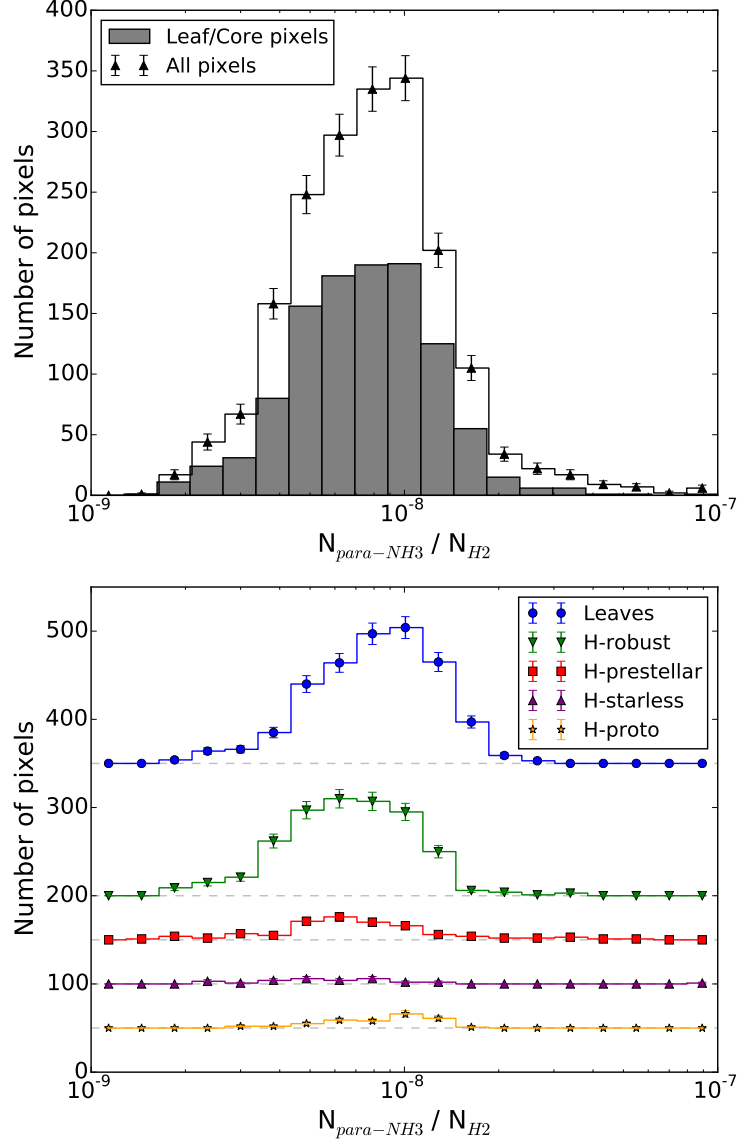 400
350
300
250
200
150
100
50
0
Number of pixels
Leaf/Core pixels
All pixels
10^-9
10^-8
10^-7
N_para−NH3 / N_H2
500
400
300
200
100
0
Number of pixels
Leaves
H-robust
H-prestellar
H-starless
H-proto
10^-9
10^-8
10^-7
N_para−NH3 / N_H2